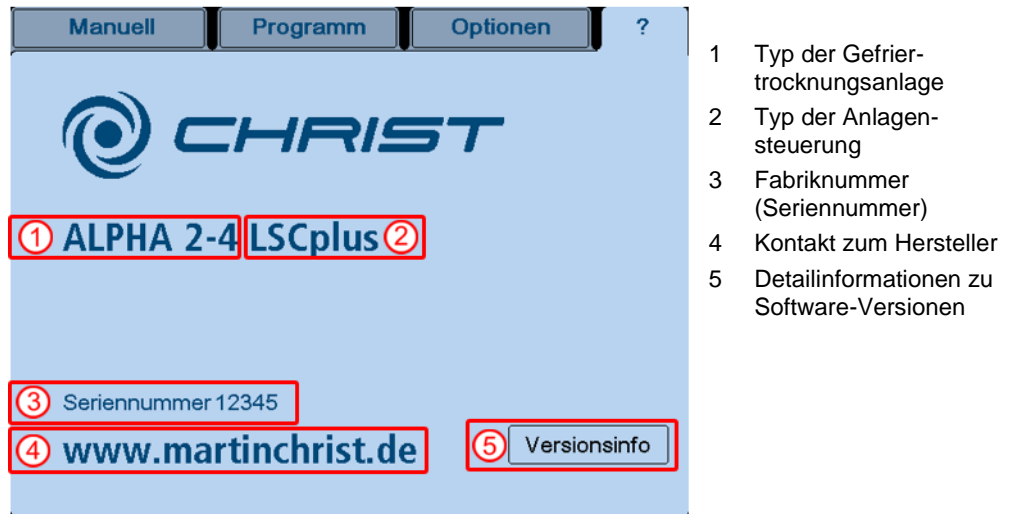 Manuell Programm Optionen ?
CHRIST
1 ALPHA 2-4 LSCplus 2
3 Seriennummer 12345
4 www.martinchrist.de
5 Versionsinfo
1 Typ der Gefrier-
trocknungsanlage
2 Typ der Anlagen-
steuerung
3 Fabriknummer
(Seriennummer)
4 Kontakt zum Hersteller
5 Detailinformationen zu
Software-Versionen